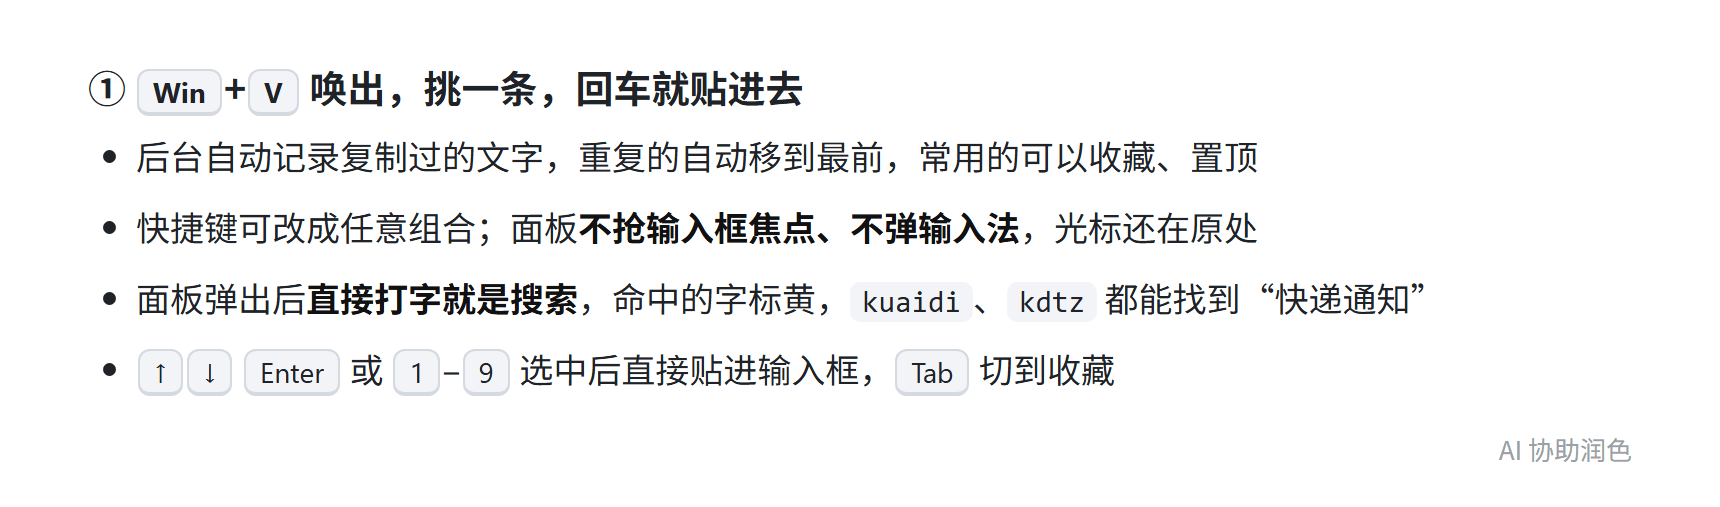 ① Win+V 唤出，挑一条，回车就贴进去
• 后台自动记录复制过的文字，重复的自动移到最前，常用的可以收藏、置顶
• 快捷键可改成任意组合；面板不抢输入框焦点、不弹输入法，光标还在原处
• 面板弹出后直接打字就是搜索，命中的字标黄，kuaidi、kdtz 都能找到“快递通知”
• ↑ ↓ Enter 或 1–9 选中后直接贴进输入框，Tab 切到收藏
AI 协助润色